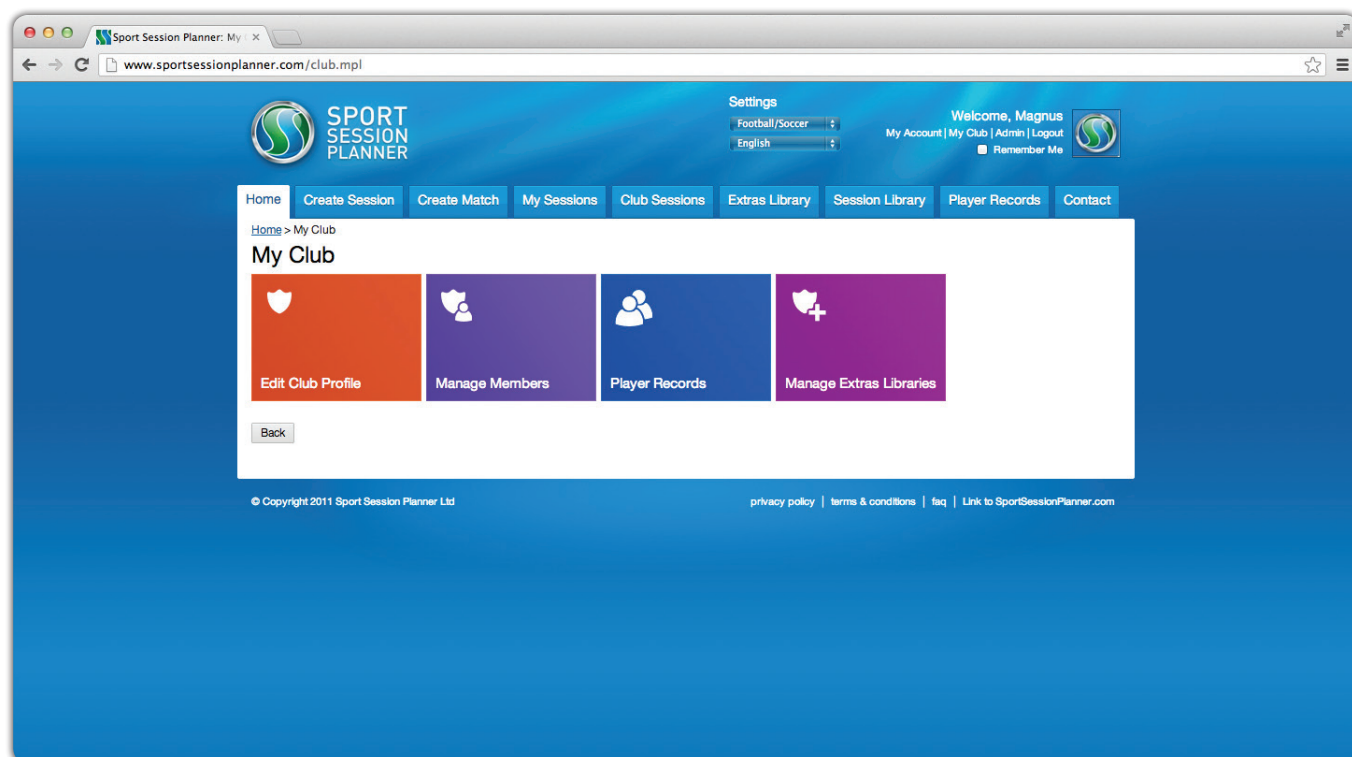 Sport Session Planner: My
www.sportsessionplanner.com/club.mpl
SPORT
SESSION
PLANNER
Settings
Football/Soccer
English
Welcome, Magnus
My Account | My Club | Admin | Logout
Remember Me
Home Create Session Create Match My Sessions Club Sessions Extras Library Session Library Player Records Contact
Home > My Club
My Club
Edit Club Profile Manage Members Player Records Manage Extras Libraries
Back
© Copyright 2011 Sport Session Planner Ltd privacy policy | terms & conditions | faq | Link to SportSessionPlanner.com